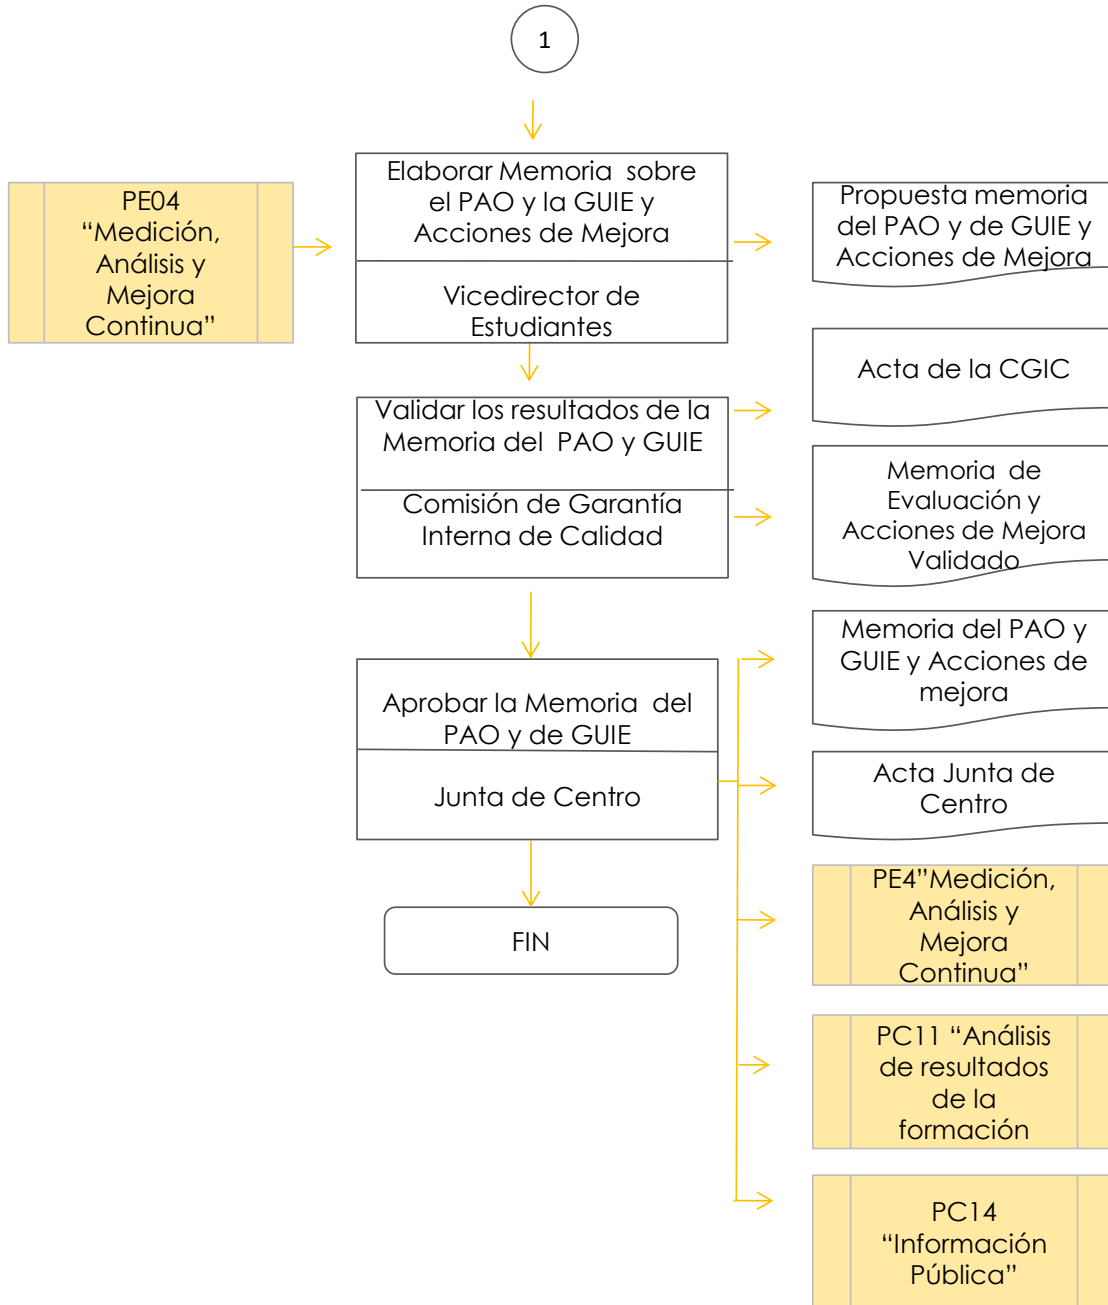 1
PE04
“Medición,
Análisis y
Mejora
Continua”
Elaborar Memoria sobre
el PAO y la GUIE y
Acciones de Mejora
Vicedirector de
Estudiantes
Propuesta memoria
del PAO y de GUIE y
Acciones de Mejora
Acta de la CGIC
Validar los resultados de la
Memoria del PAO y GUIE
Comisión de Garantía
Interna de Calidad
Memoria de
Evaluación y
Acciones de Mejora
Validado
Memoria del PAO y
GUIE y Acciones de
mejora
Aprobar la Memoria del
PAO y de GUIE
Junta de Centro
Acta Junta de
Centro
FIN
PE4”Medición,
Análisis y
Mejora
Continua”
PC11 “Análisis
de resultados
de la
formación
PC14
“Información
Pública”